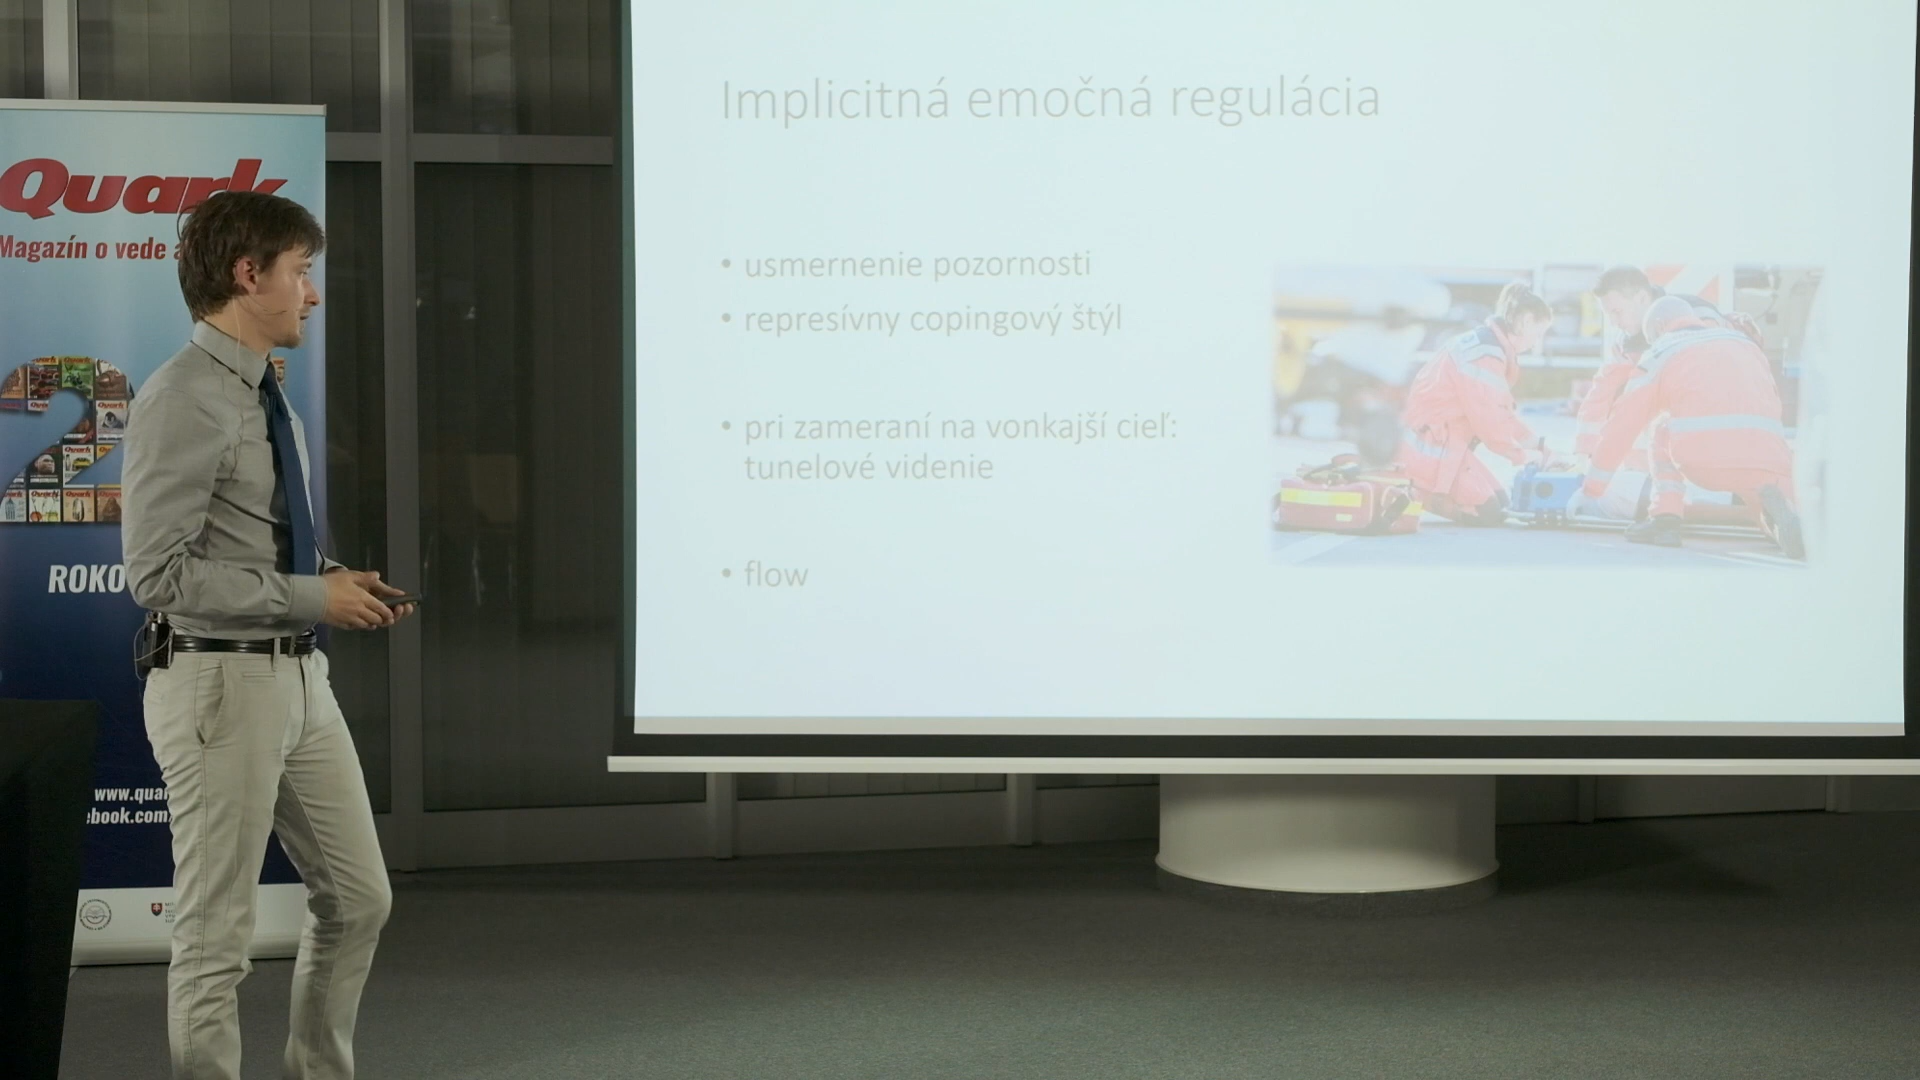 Quark
Magazín o vede a
ROKO
www.quar
ebook.com
Implicitná emočná regulácia
• usmernenie pozornosti
• represívny copingový štýl
• pri zameraní na vonkajší cieľ:
tunelové videnie
• flow